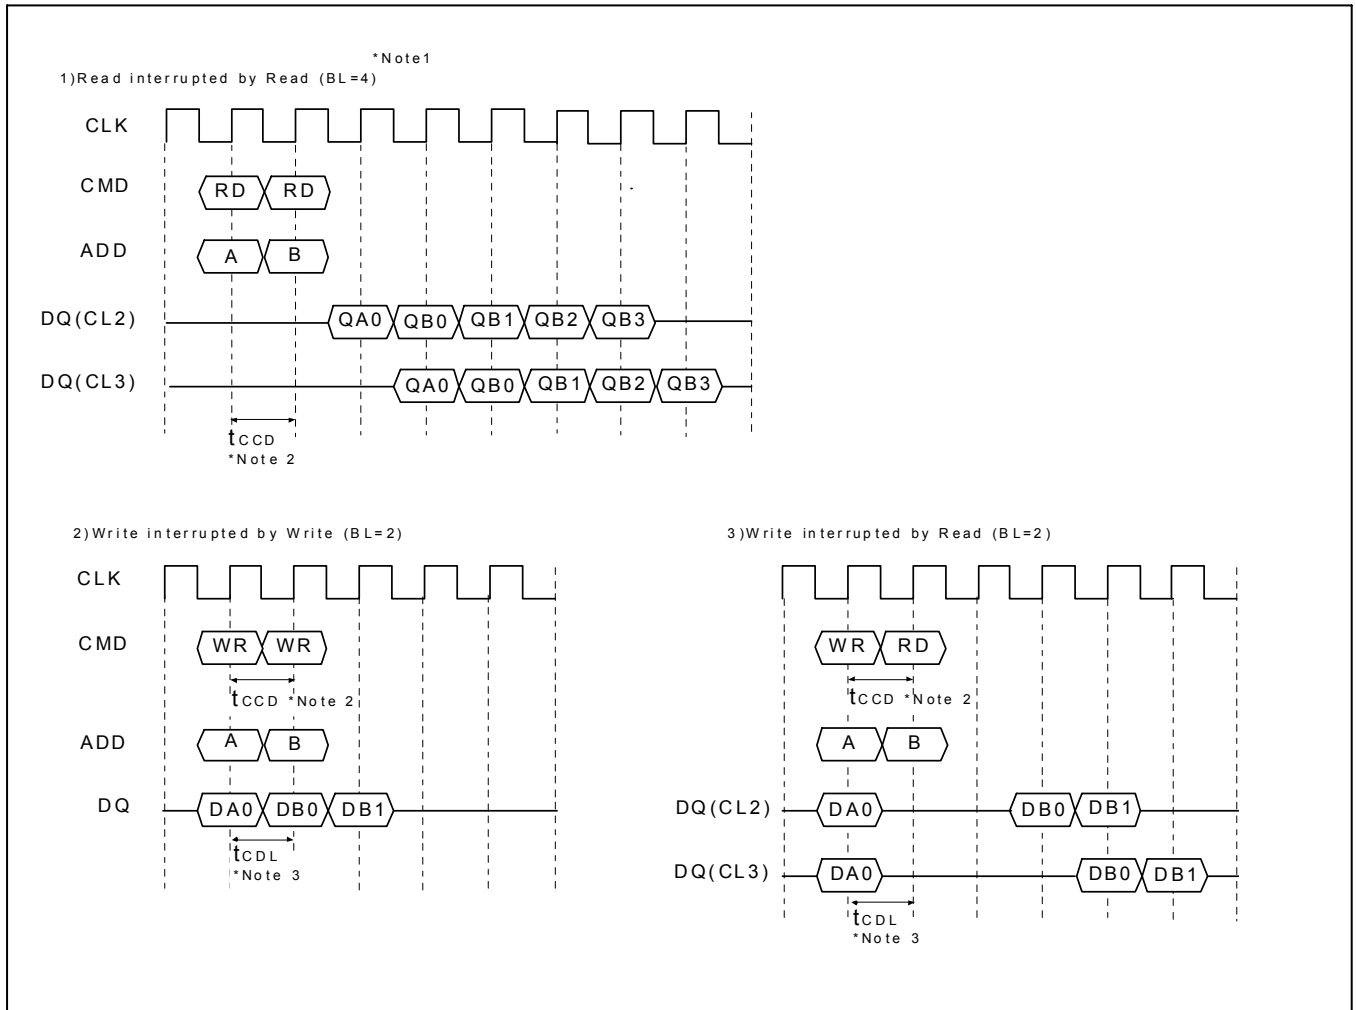 *Note1
1)Read interrupted by Read (BL=4)
CLK
CMD RD RD
ADD A B
DQ(CL2) QA0 QB0 QB1 QB2 QB3
DQ(CL3) QA0 QB0 QB1 QB2 QB3
tCCD
*Note 2
2)Write interrupted by Write (BL=2)
CLK
CMD WR WR
tCCD *Note 2
ADD A B
DQ DA0 DB0 DB1
tCDL
*Note 3
3)Write interrupted by Read (BL=2)
WR RD
tCCD *Note 2
A B
DQ(CL2) DA0 DB0 DB1
DQ(CL3) DA0 DB0 DB1
tCDL
*Note 3